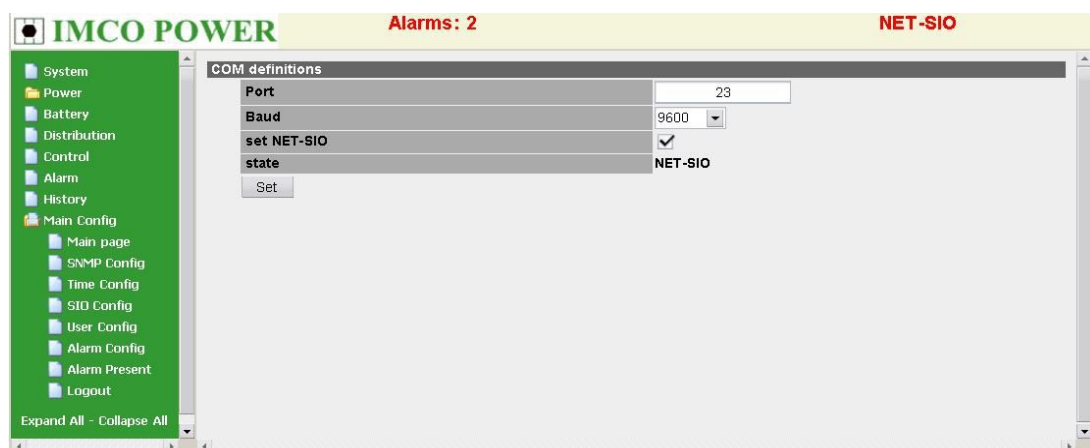 IMCO POWER
Alarms: 2
NET-SIO
System
Power
Battery
Distribution
Control
Alarm
History
Main Config
Main page
SNMP Config
Time Config
SIO Config
User Config
Alarm Config
Alarm Present
Logout
Expand All - Collapse All
COM definitions
Port 23
Baud 9600
set NET-SIO
state NET-SIO
Set